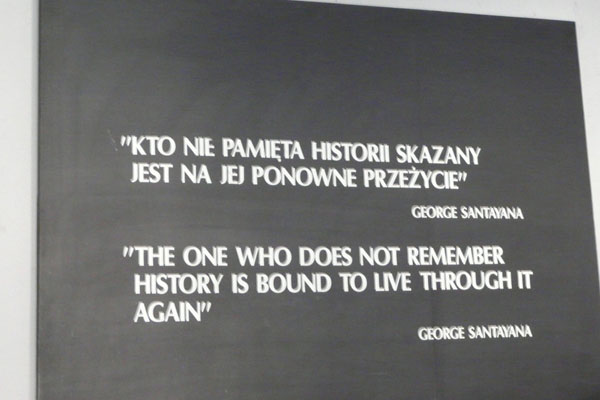 "KTO NIE PAMIĘTA HISTORII SKAZANY
JEST NA JEJ PONOWNE PRZEŻYCIE"
GEORGE SANTAYANA
"THE ONE WHO DOES NOT REMEMBER
HISTORY IS BOUND TO LIVE THROUGH IT
AGAIN"
GEORGE SANTAYANA